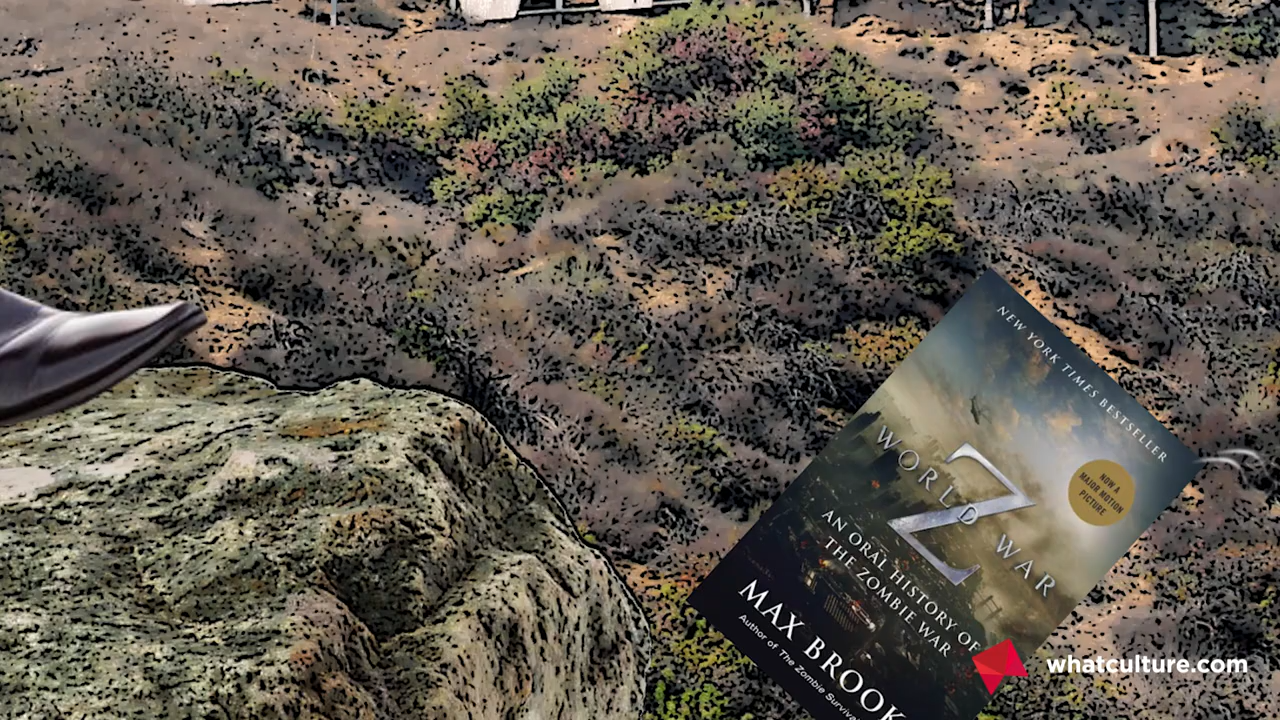 NEW YORK TIMES BESTSELLER
NOW A
MAJOR MOTION
PICTURE
WORLD WAR
Z
AN ORAL HISTORY OF
THE ZOMBIE WAR
MAX BROOK
Author of The Zombie Surviv
whatculture.com